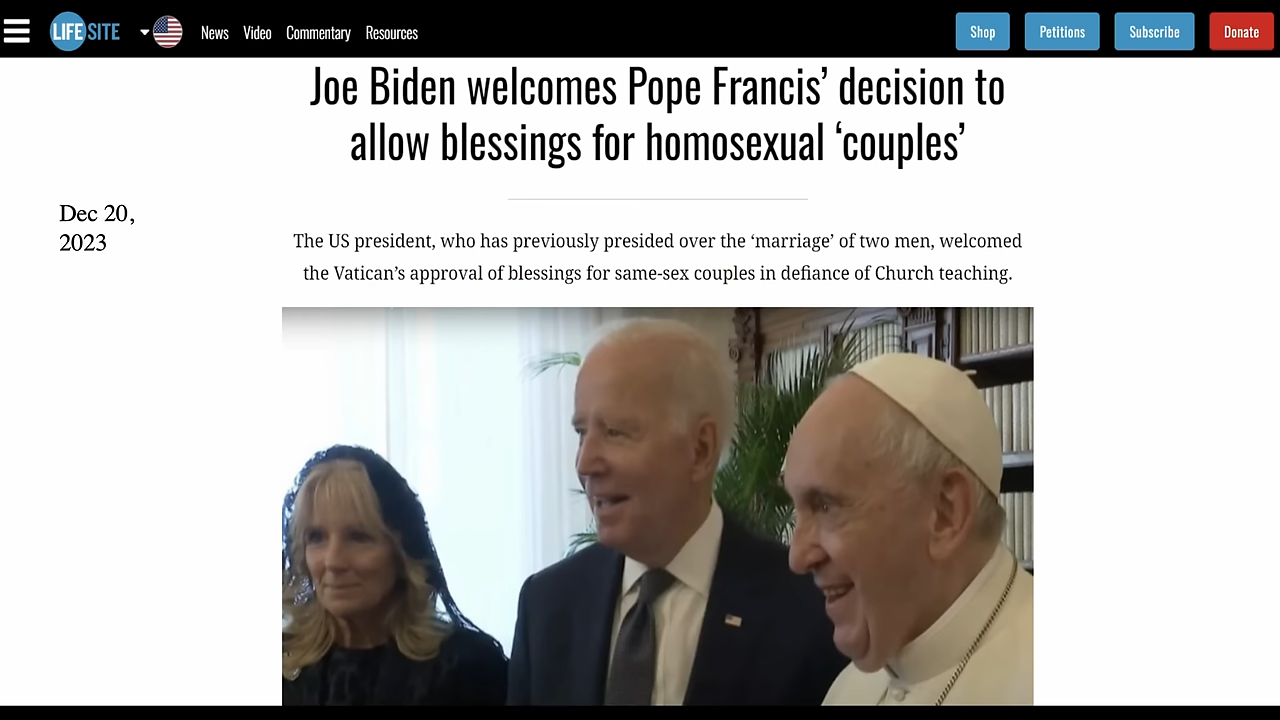 LIFE SITE News Video Commentary Resources Shop Petitions Subscribe Donate
Joe Biden welcomes Pope Francis’ decision to
allow blessings for homosexual ‘couples’
Dec 20,
2023
The US president, who has previously presided over the ‘marriage’ of two men, welcomed
the Vatican’s approval of blessings for same-sex couples in defiance of Church teaching.